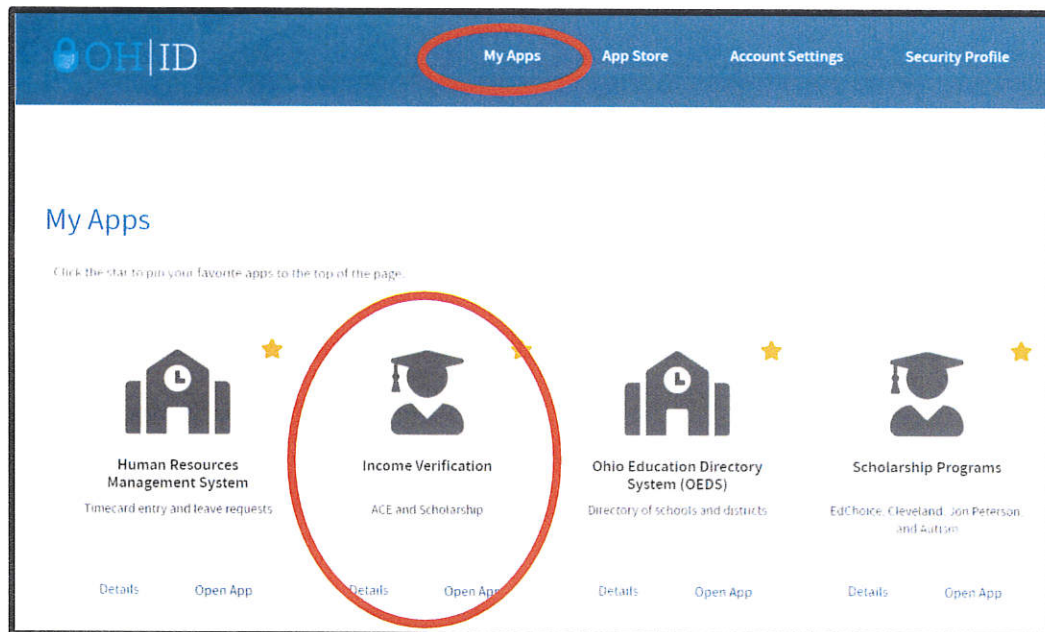 OH|ID
My Apps App Store Account Settings Security Profile
My Apps
Click the star to pin your favorite apps to the top of the page.
Human Resources
Management System
Timecard entry and leave requests
Details Open App
Income Verification
ACE and Scholarship
Details Open App
Ohio Education Directory
System (OEDS)
Directory of schools and districts
Details Open App
Scholarship Programs
EdChoice, Cleveland, Jon Peterson,
and Autism
Details Open App